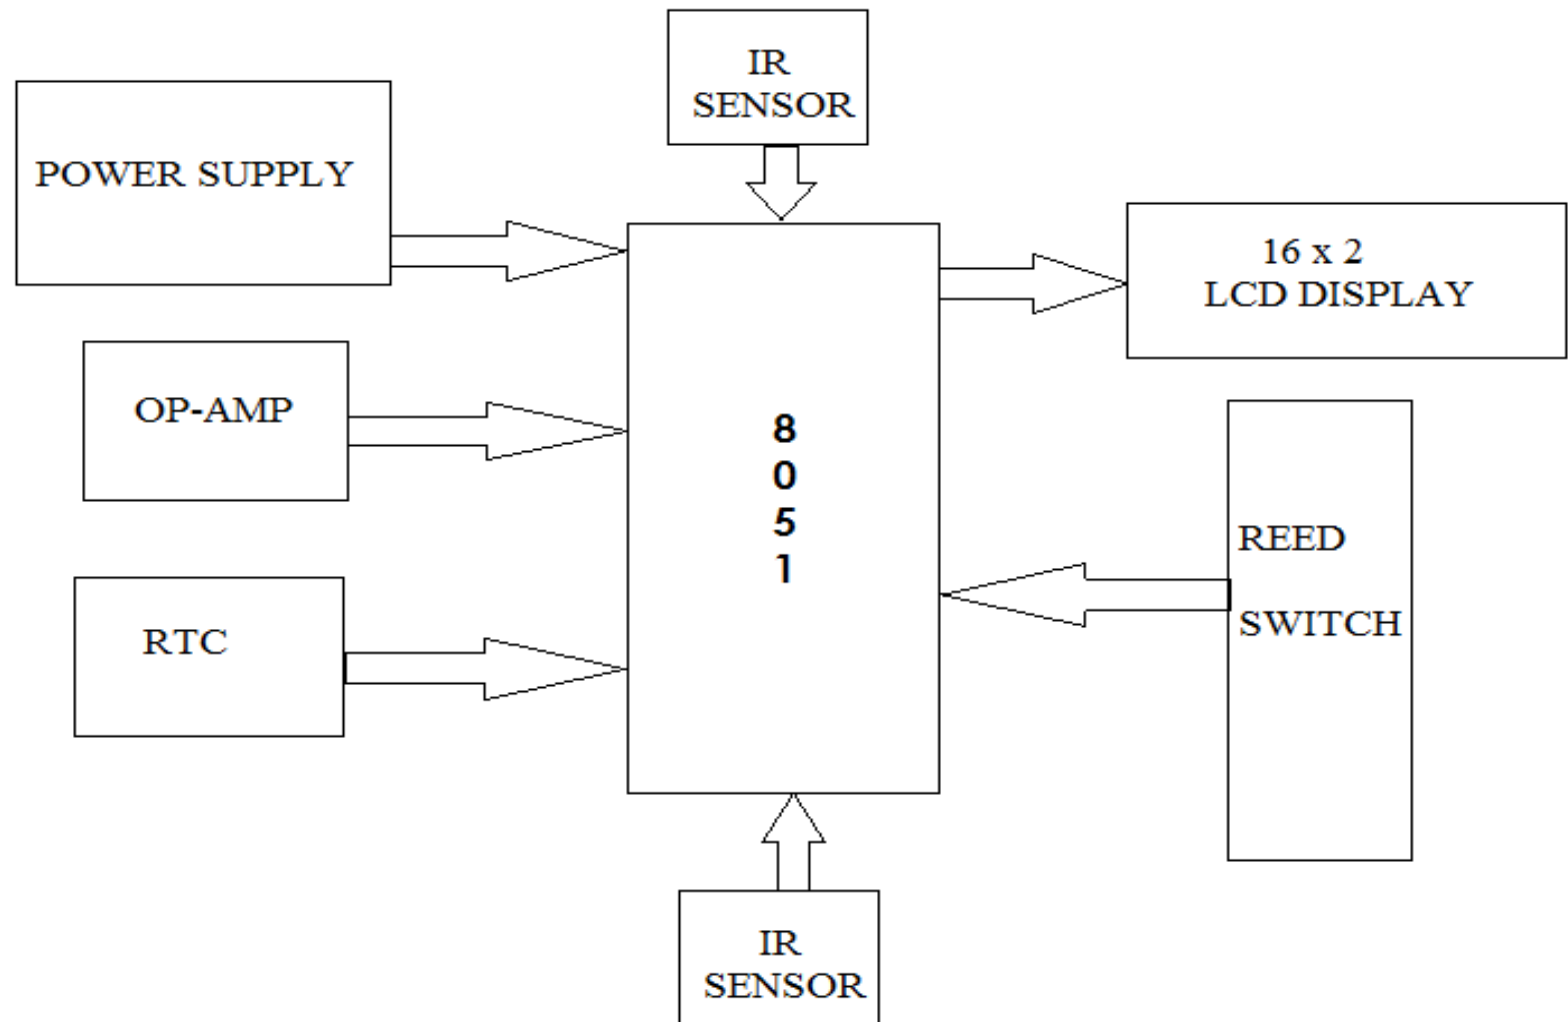 IR
SENSOR
POWER SUPPLY
16 x 2
LCD DISPLAY
OP-AMP
8
0
5
1
REED
SWITCH
RTC
IR
SENSOR